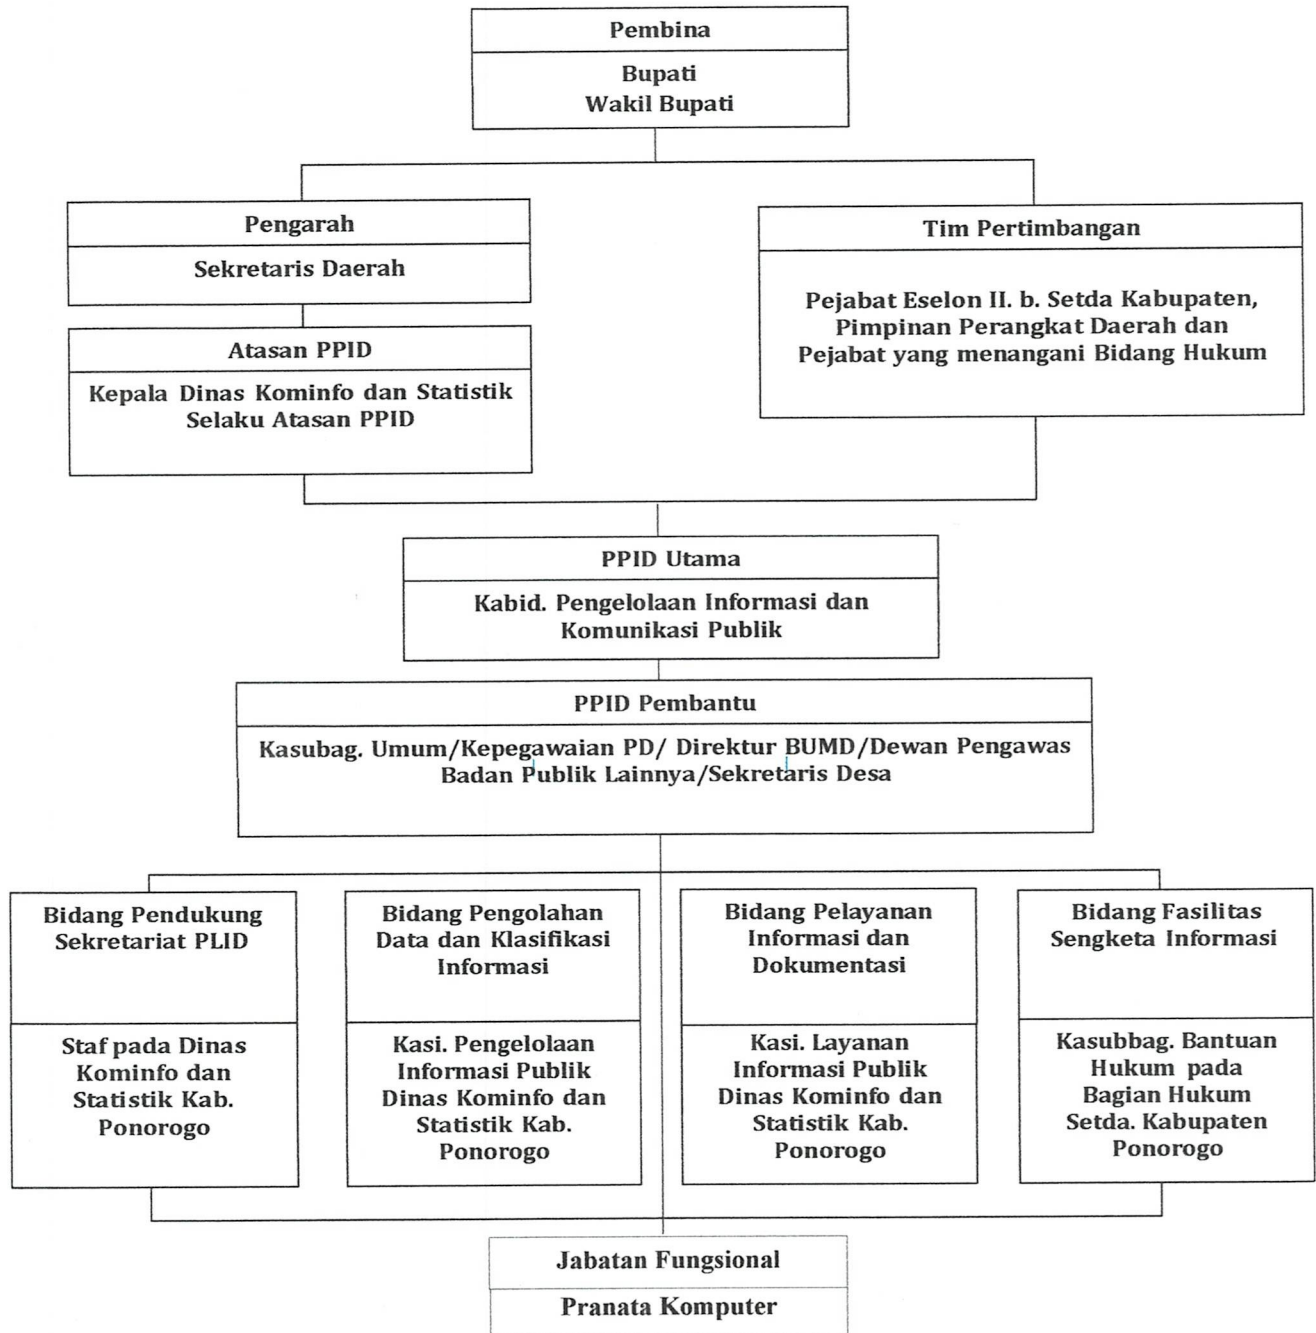 Pembina
Bupati
Wakil Bupati
Pengarah
Sekretaris Daerah
Atasan PPID
Kepala Dinas Kominfo dan Statistik
Selaku Atasan PPID
Tim Pertimbangan
Pejabat Eselon II. b. Setda Kabupaten,
Pimpinan Perangkat Daerah dan
Pejabat yang menangani Bidang Hukum
PPID Utama
Kabid. Pengelolaan Informasi dan
Komunikasi Publik
PPID Pembantu
Kasubag. Umum/Kepegawaian PD/ Direktur BUMD/Dewan Pengawas
Badan Publik Lainnya/Sekretaris Desa
Bidang Pendukung
Sekretariat PLID
Staf pada Dinas
Kominfo dan
Statistik Kab.
Ponorogo
Bidang Pengolahan
Data dan Klasifikasi
Informasi
Kasi. Pengelolaan
Informasi Publik
Dinas Kominfo dan
Statistik Kab.
Ponorogo
Bidang Pelayanan
Informasi dan
Dokumentasi
Kasi. Layanan
Informasi Publik
Dinas Kominfo dan
Statistik Kab.
Ponorogo
Bidang Fasilitas
Sengketa Informasi
Kasubbag. Bantuan
Hukum pada
Bagian Hukum
Setda. Kabupaten
Ponorogo
Jabatan Fungsional
Pranata Komputer